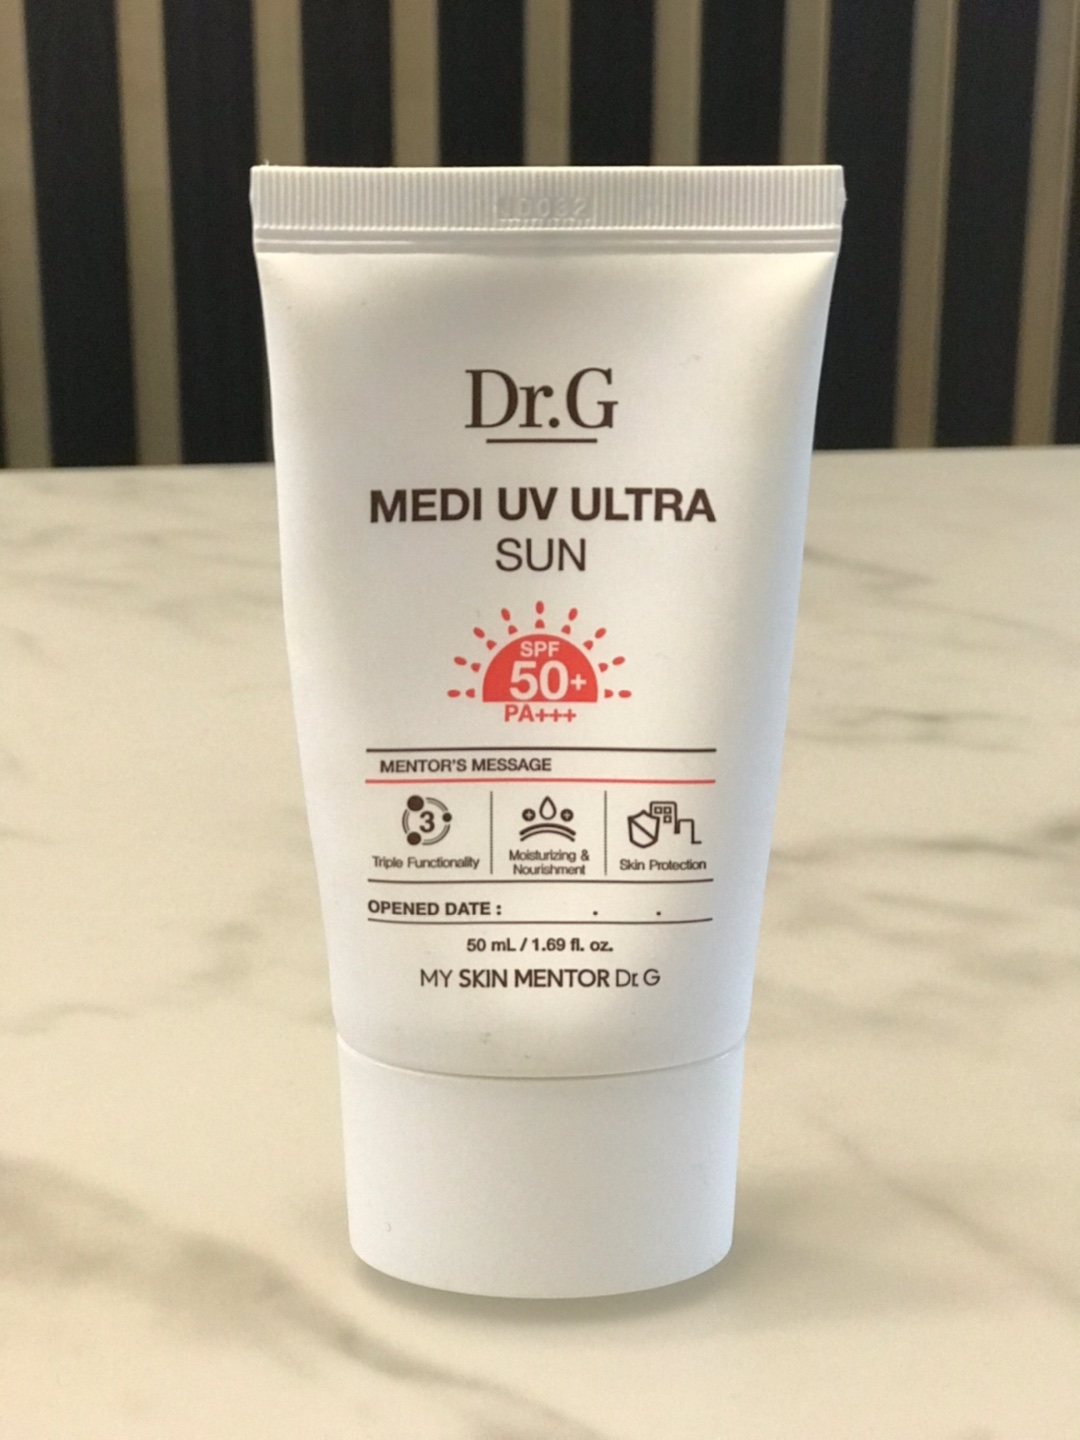 Dr.G
MEDI UV ULTRA
SUN
SPF
50+
PA+++
MENTOR'S MESSAGE
3
Triple Functionality
Moisturizing &
Nourishment
Skin Protection
OPENED DATE : . .
50 mL / 1.69 fl. oz.
MY SKIN MENTOR Dr. G